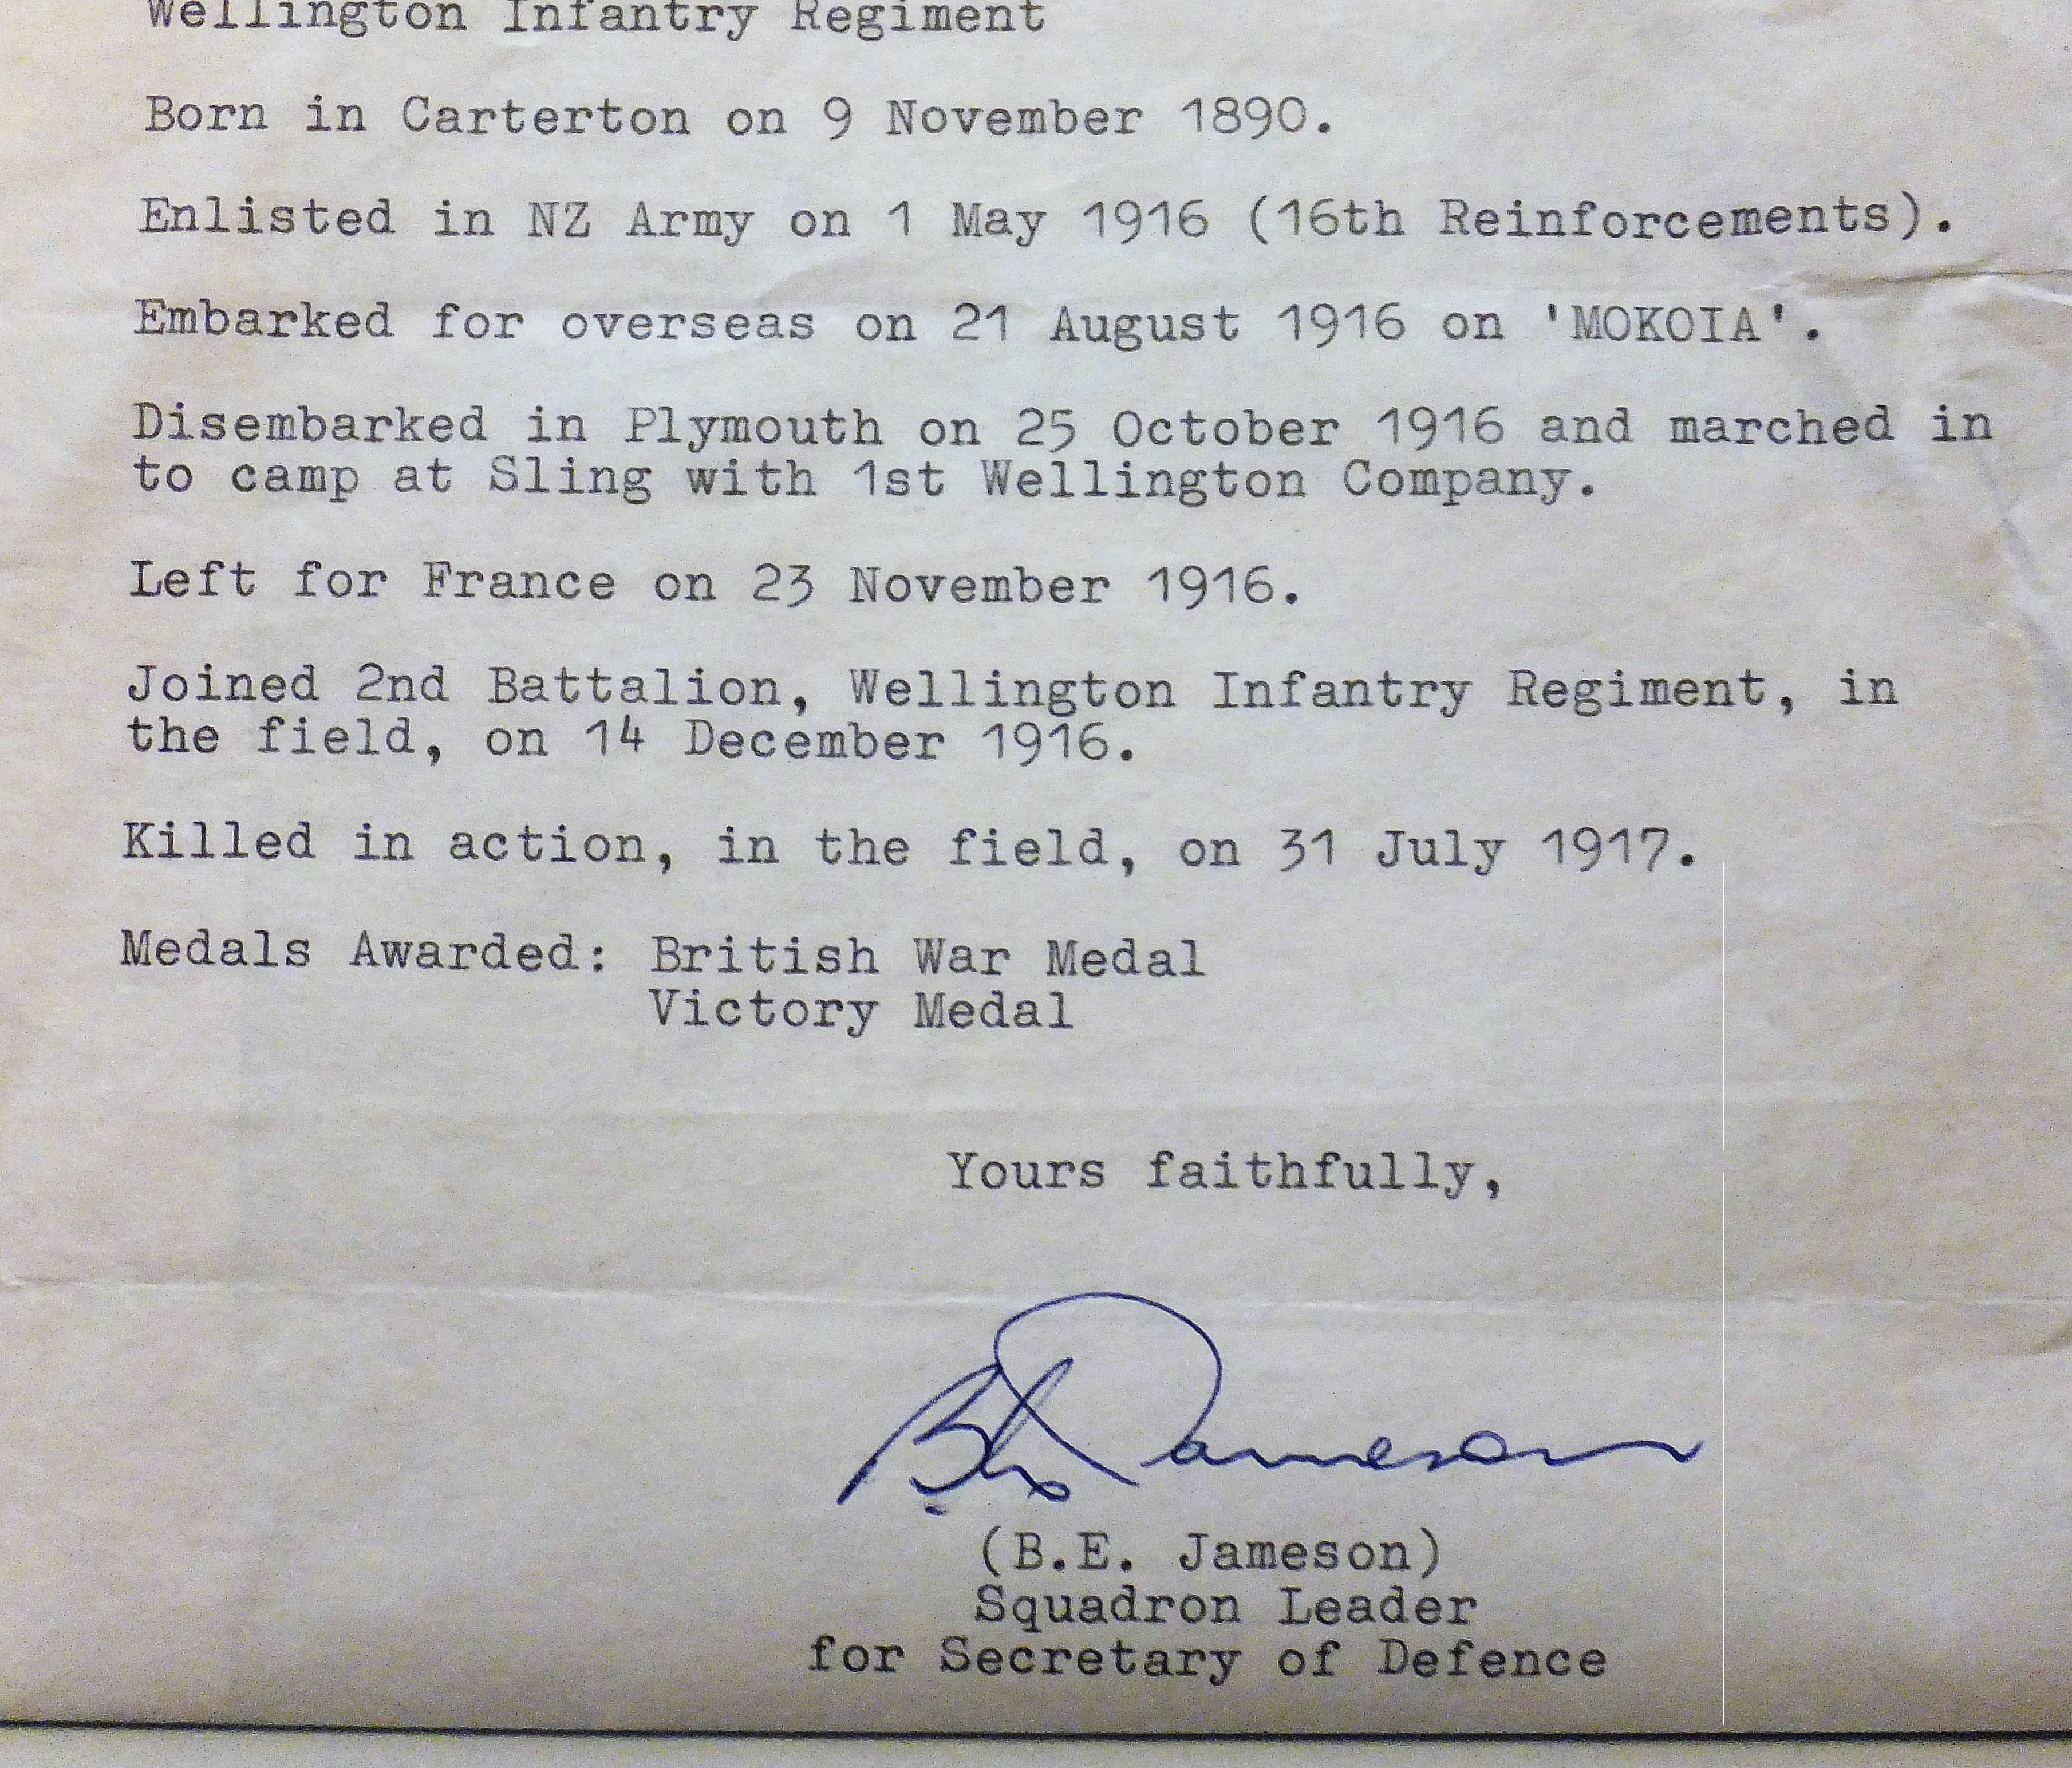 Wellington Infantry Regiment
Born in Carterton on 9 November 1890.
Enlisted in NZ Army on 1 May 1916 (16th Reinforcements).
Embarked for overseas on 21 August 1916 on 'MOKOIA'.
Disembarked in Plymouth on 25 October 1916 and marched in
to camp at Sling with 1st Wellington Company.
Left for France on 23 November 1916.
Joined 2nd Battalion, Wellington Infantry Regiment, in
the field, on 14 December 1916.
Killed in action, in the field, on 31 July 1917.
Medals Awarded: British War Medal
Victory Medal
Yours faithfully,
BE Jameson
(B.E. Jameson)
Squadron Leader
for Secretary of Defence